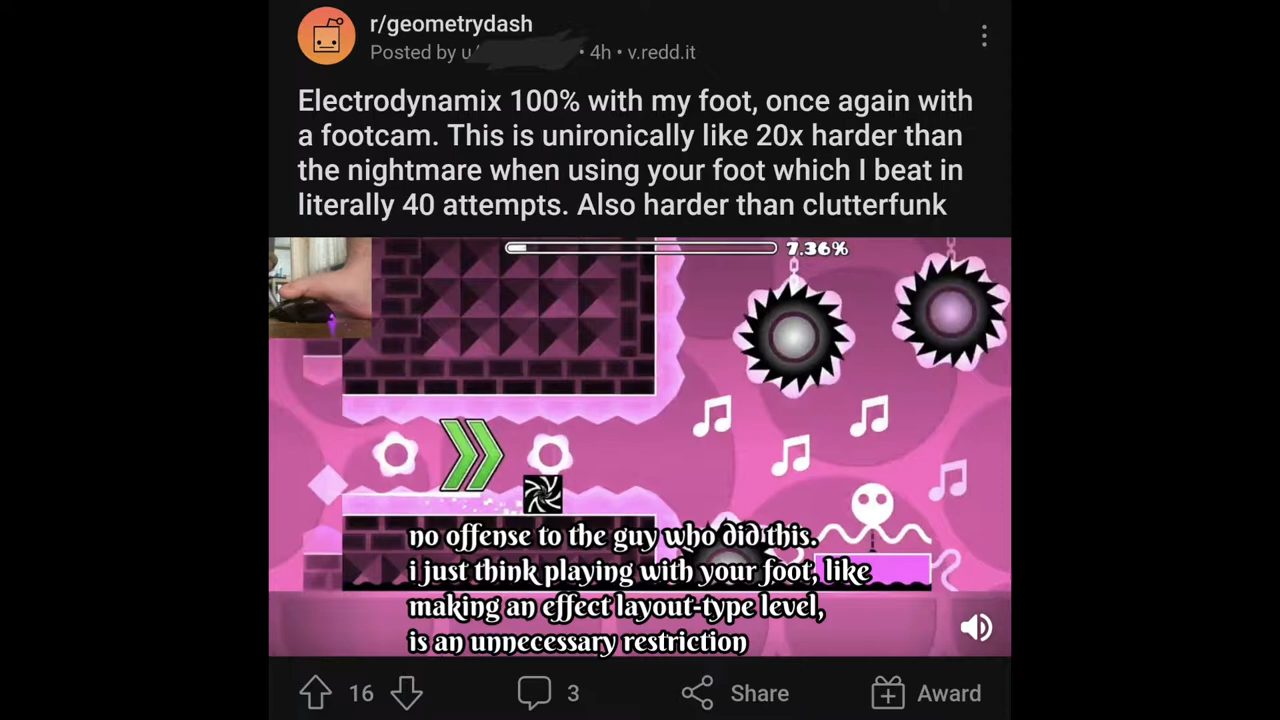 r/geometrydash
Posted by u/ • 4h • v.redd.it
Electrodynamix 100% with my foot, once again with
a footcam. This is unironically like 20x harder than
the nightmare when using your foot which I beat in
literally 40 attempts. Also harder than clutterfunk
7.36%
no offense to the guy who did this.
i just think playing with your foot, like
making an effect layout-type level,
is an unnecessary restriction
16
3
Share
Award